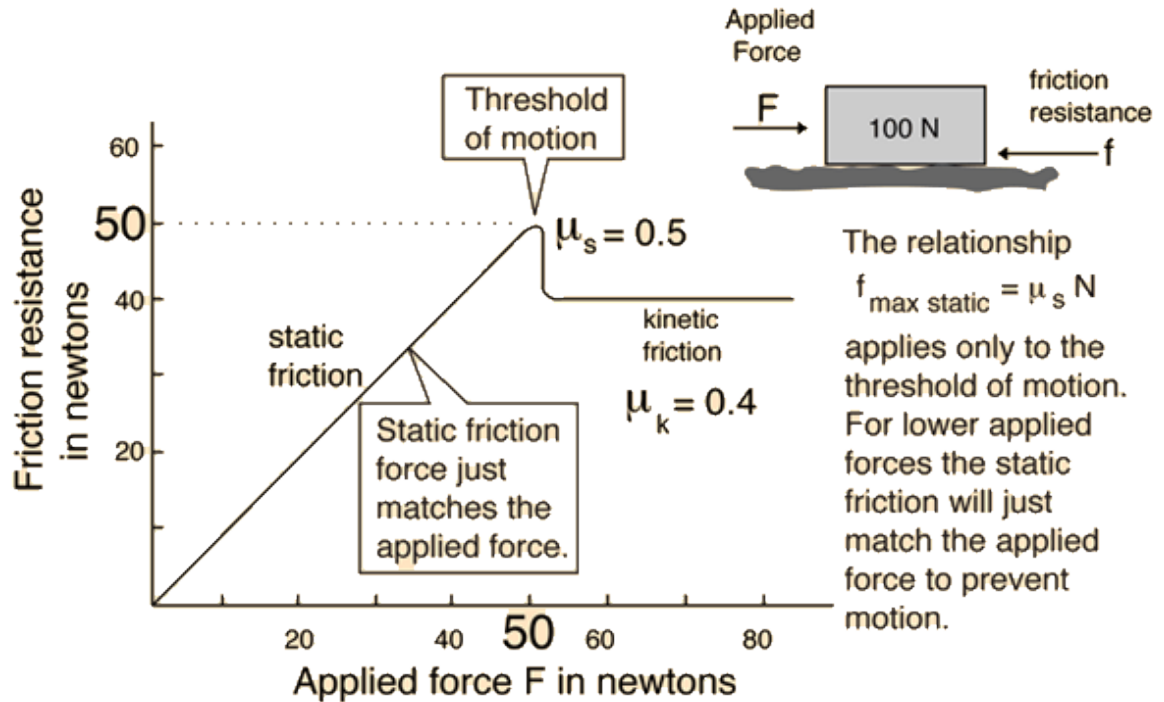 Applied
Force
F
100 N
friction
resistance
f
Threshold
of motion
Friction resistance
in newtons
60
50
40
20
μs = 0.5
static
friction
kinetic
friction
μk = 0.4
Static friction
force just
matches the
applied force.
20
40
50
60
80
Applied force F in newtons
The relationship
f max static = μs N
applies only to the
threshold of motion.
For lower applied
forces the static
friction will just
match the applied
force to prevent
motion.